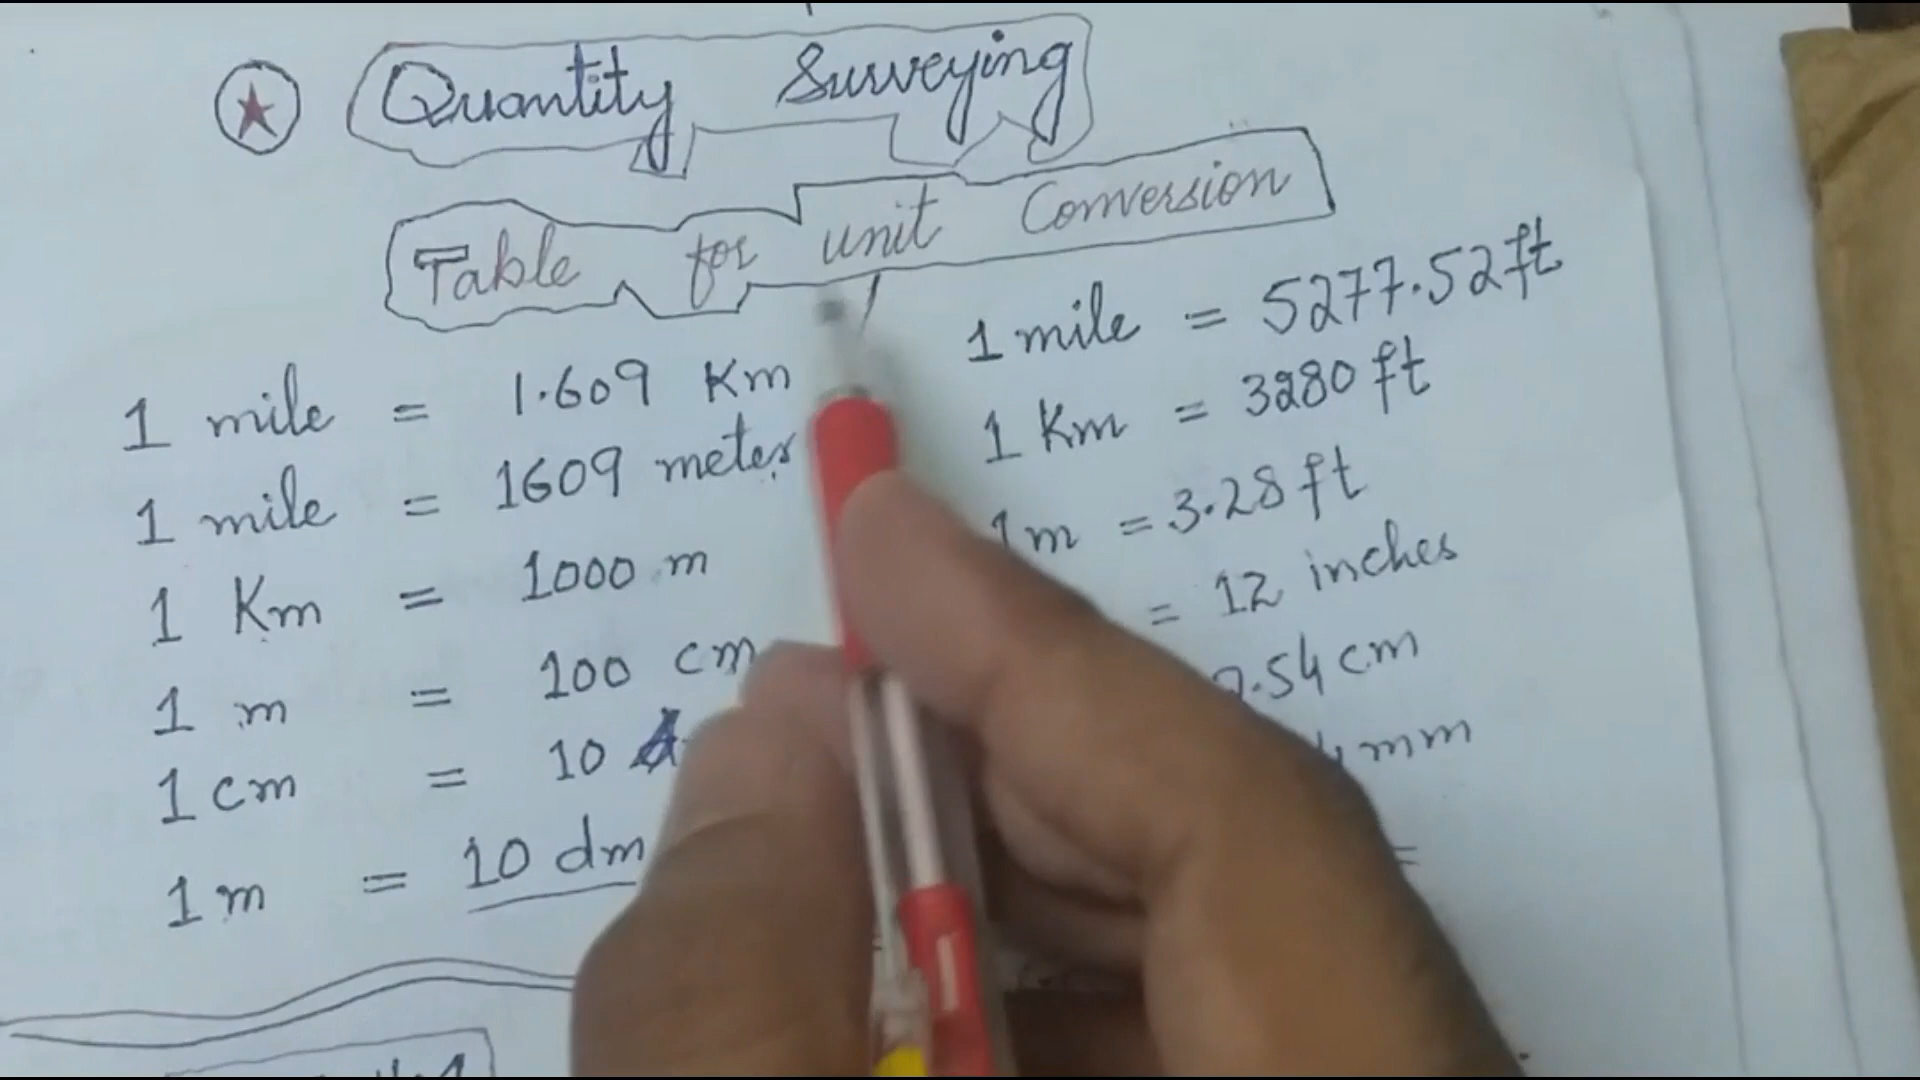 Quantity Surveying
Table for unit Conversion
1 mile = 1.609 Km
1 mile = 1609 meter
1 Km = 1000 m
1 m = 100 cm
1 cm = 10
1 m = 10 dm
1 mile = 5277.52 ft
1 Km = 3280 ft
1m = 3.28 ft
= 12 inches
.54 cm
mm
=